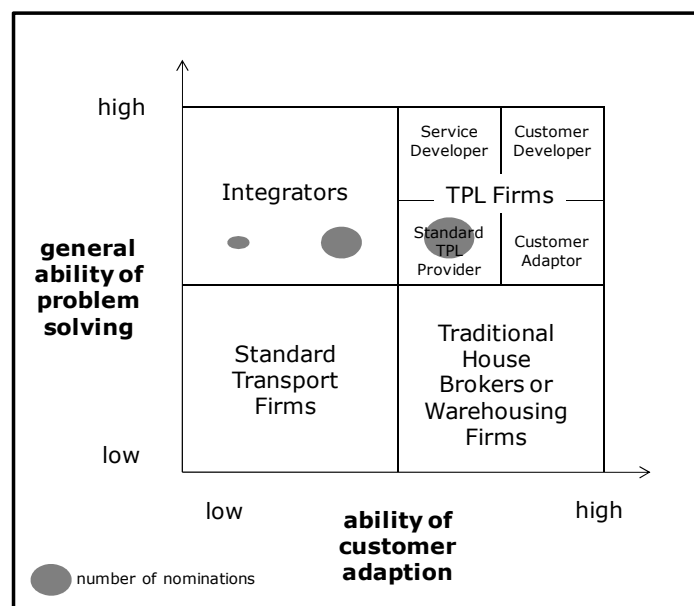 high
Service
Developer
Customer
Developer
Integrators
TPL Firms
general
ability of
problem
solving
Standard
TPL
Provider
Customer
Adaptor
Standard
Transport
Firms
Traditional
House
Brokers or
Warehousing
Firms
low
low
ability of
customer
adaption
high
number of nominations